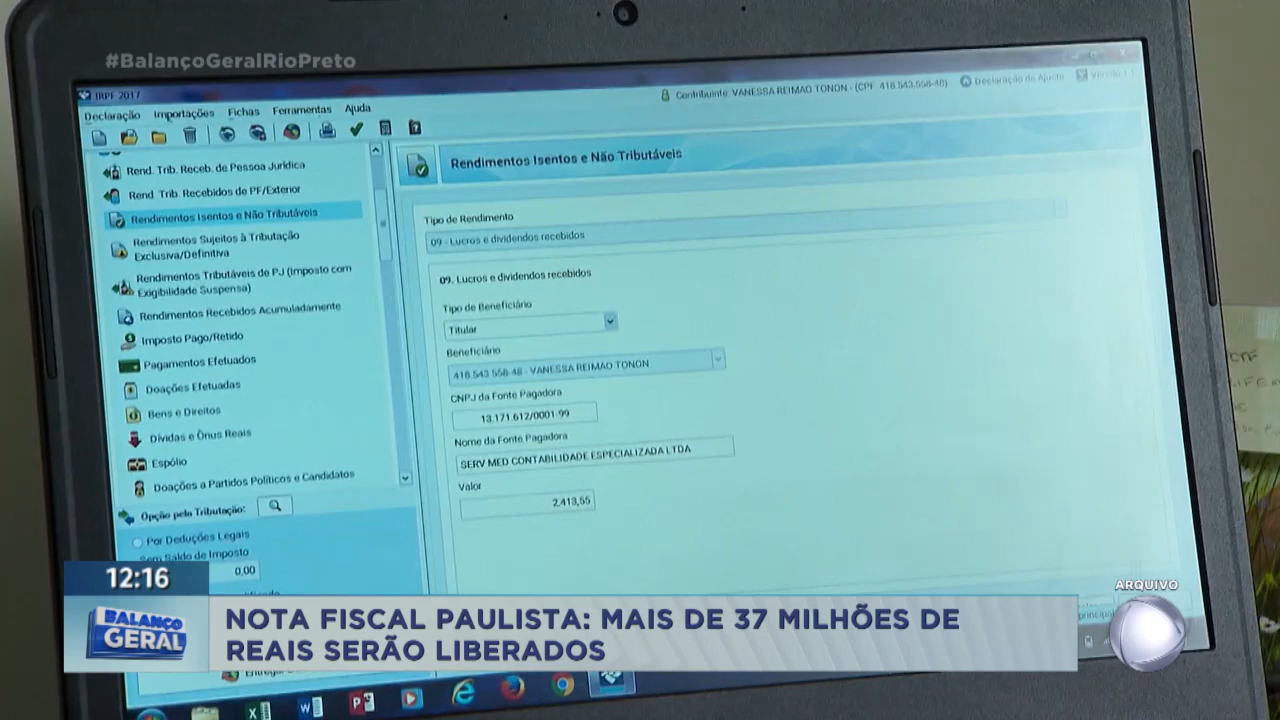 #BalançoGeralRioPreto
IRPF 2017
Contribuinte: VANESSA REIMAO TONON - (CPF 418.543.558-48)
Declaração de Ajuste
Declaração Importações Fichas Ferramentas Ajuda
Rendimentos Isentos e Não Tributáveis
Rend. Trib. Receb. de Pessoa Jurídica
Rend. Trib. Recebidos de PF/Exterior
Rendimentos Isentos e Não Tributáveis
Rendimentos Sujeitos à Tributação
Exclusiva/Definitiva
Rendimentos Tributáveis de PJ (Imposto com
Exigibilidade Suspensa)
Rendimentos Recebidos Acumuladamente
Imposto Pago/Retido
Pagamentos Efetuados
Doações Efetuadas
Bens e Direitos
Dívidas e Ônus Reais
Espólio
Doações a Partidos Políticos e Candidatos
Opção pela Tributação:
Por Deduções Legais
Sem Saldo de Imposto
0,00
Tipo de Rendimento
09 - Lucros e dividendos recebidos
09. Lucros e dividendos recebidos
Tipo de Beneficiário
Titular
Beneficiário
418.543.558-48 - VANESSA REIMAO TONON
CNPJ da Fonte Pagadora
13.171.612/0001-99
Nome da Fonte Pagadora
SERV MED CONTABILIDADE ESPECIALIZADA LTDA
Valor
2.413,55
12:16
BALANÇO
GERAL
NOTA FISCAL PAULISTA: MAIS DE 37 MILHÕES DE
REAIS SERÃO LIBERADOS
ARQUIVO